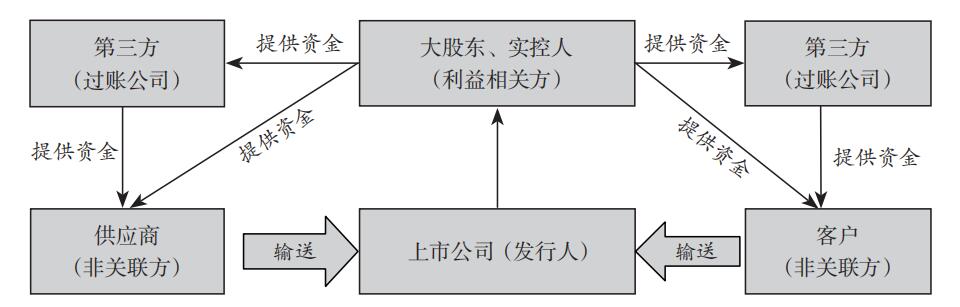 第三方
（过账公司）
提供资金
大股东、实控人
（利益相关方）
提供资金
第三方
（过账公司）
提供资金
提供资金
提供资金
提供资金
供应商
（非关联方）
输送
上市公司（发行人）
输送
客户
（非关联方）